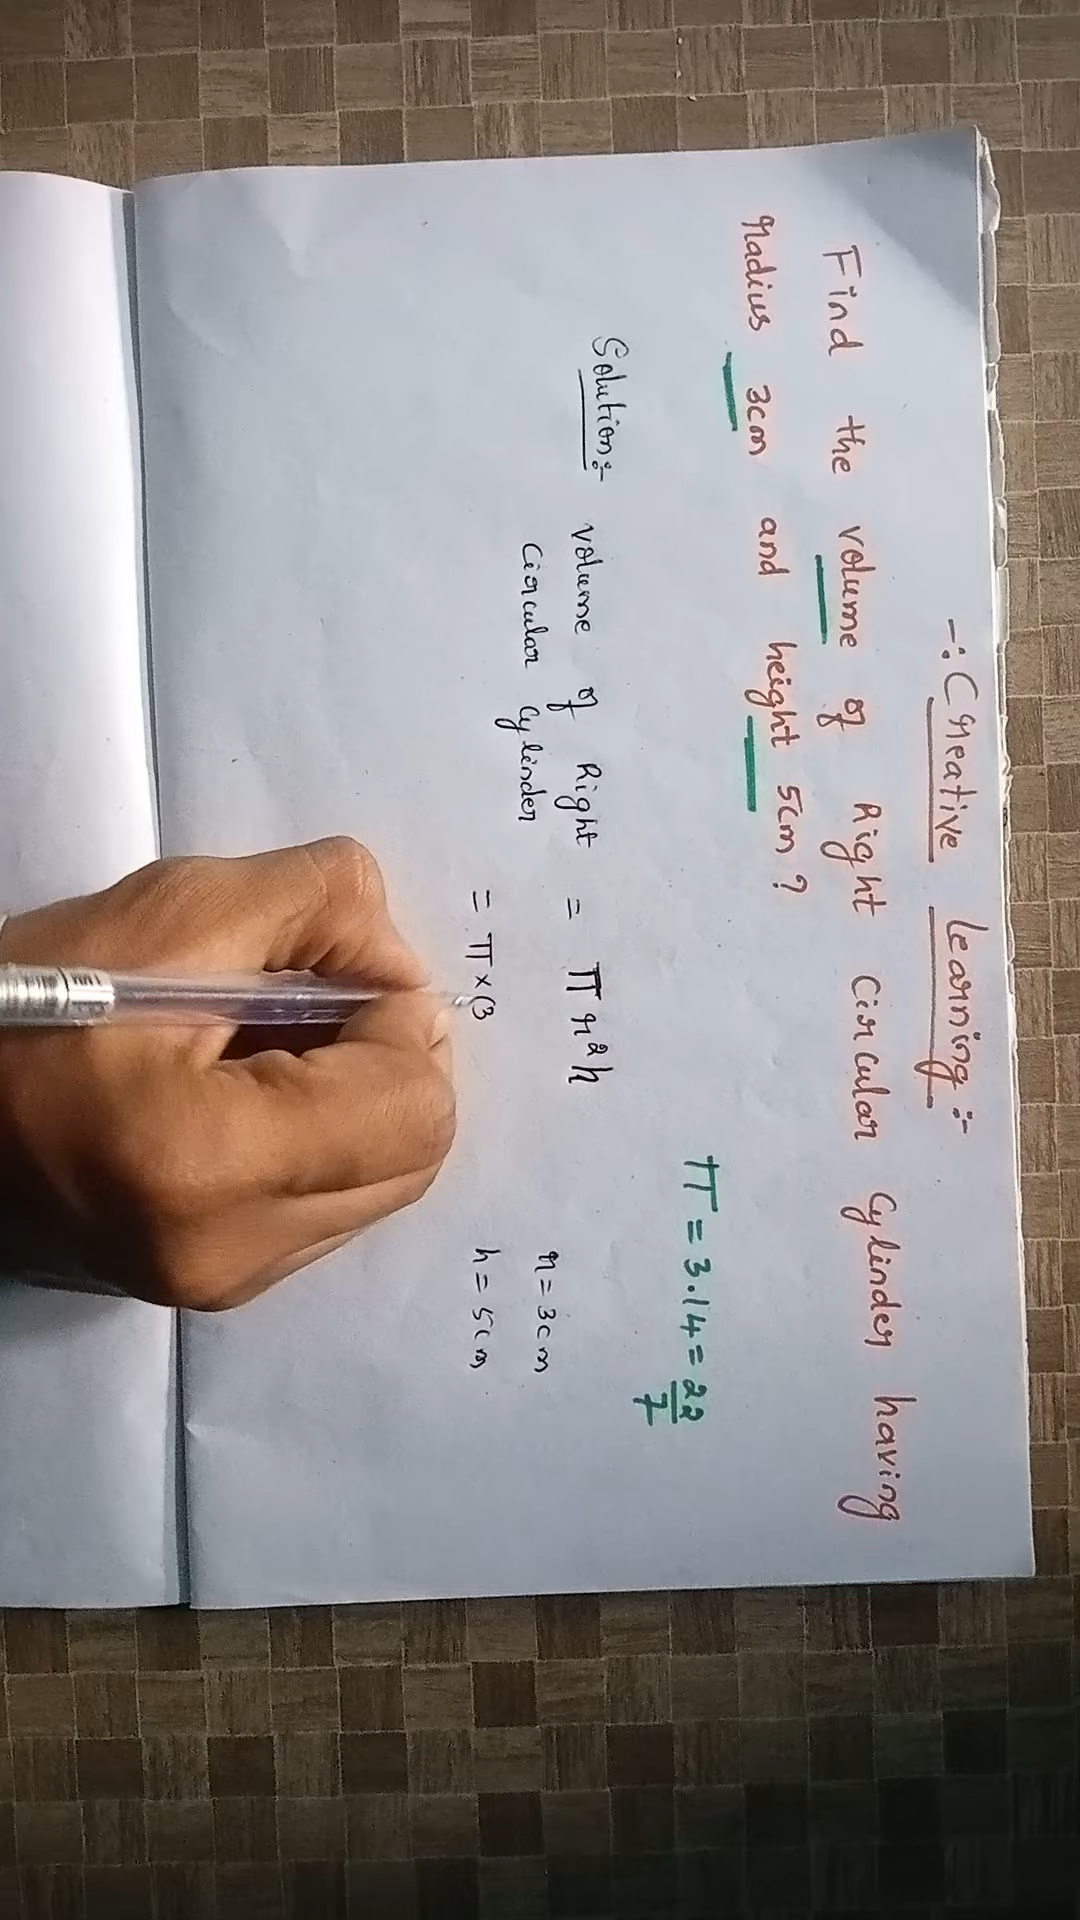 -: Creative learning :-
Find the volume of Right Circular Cylinder having
radius 3cm and height 5cm ?
π = 3.14 = 22/7
Solution:- volume of Right = πr²h
Circular Cylinder
r = 3cm
= π × (3
h = 5cm